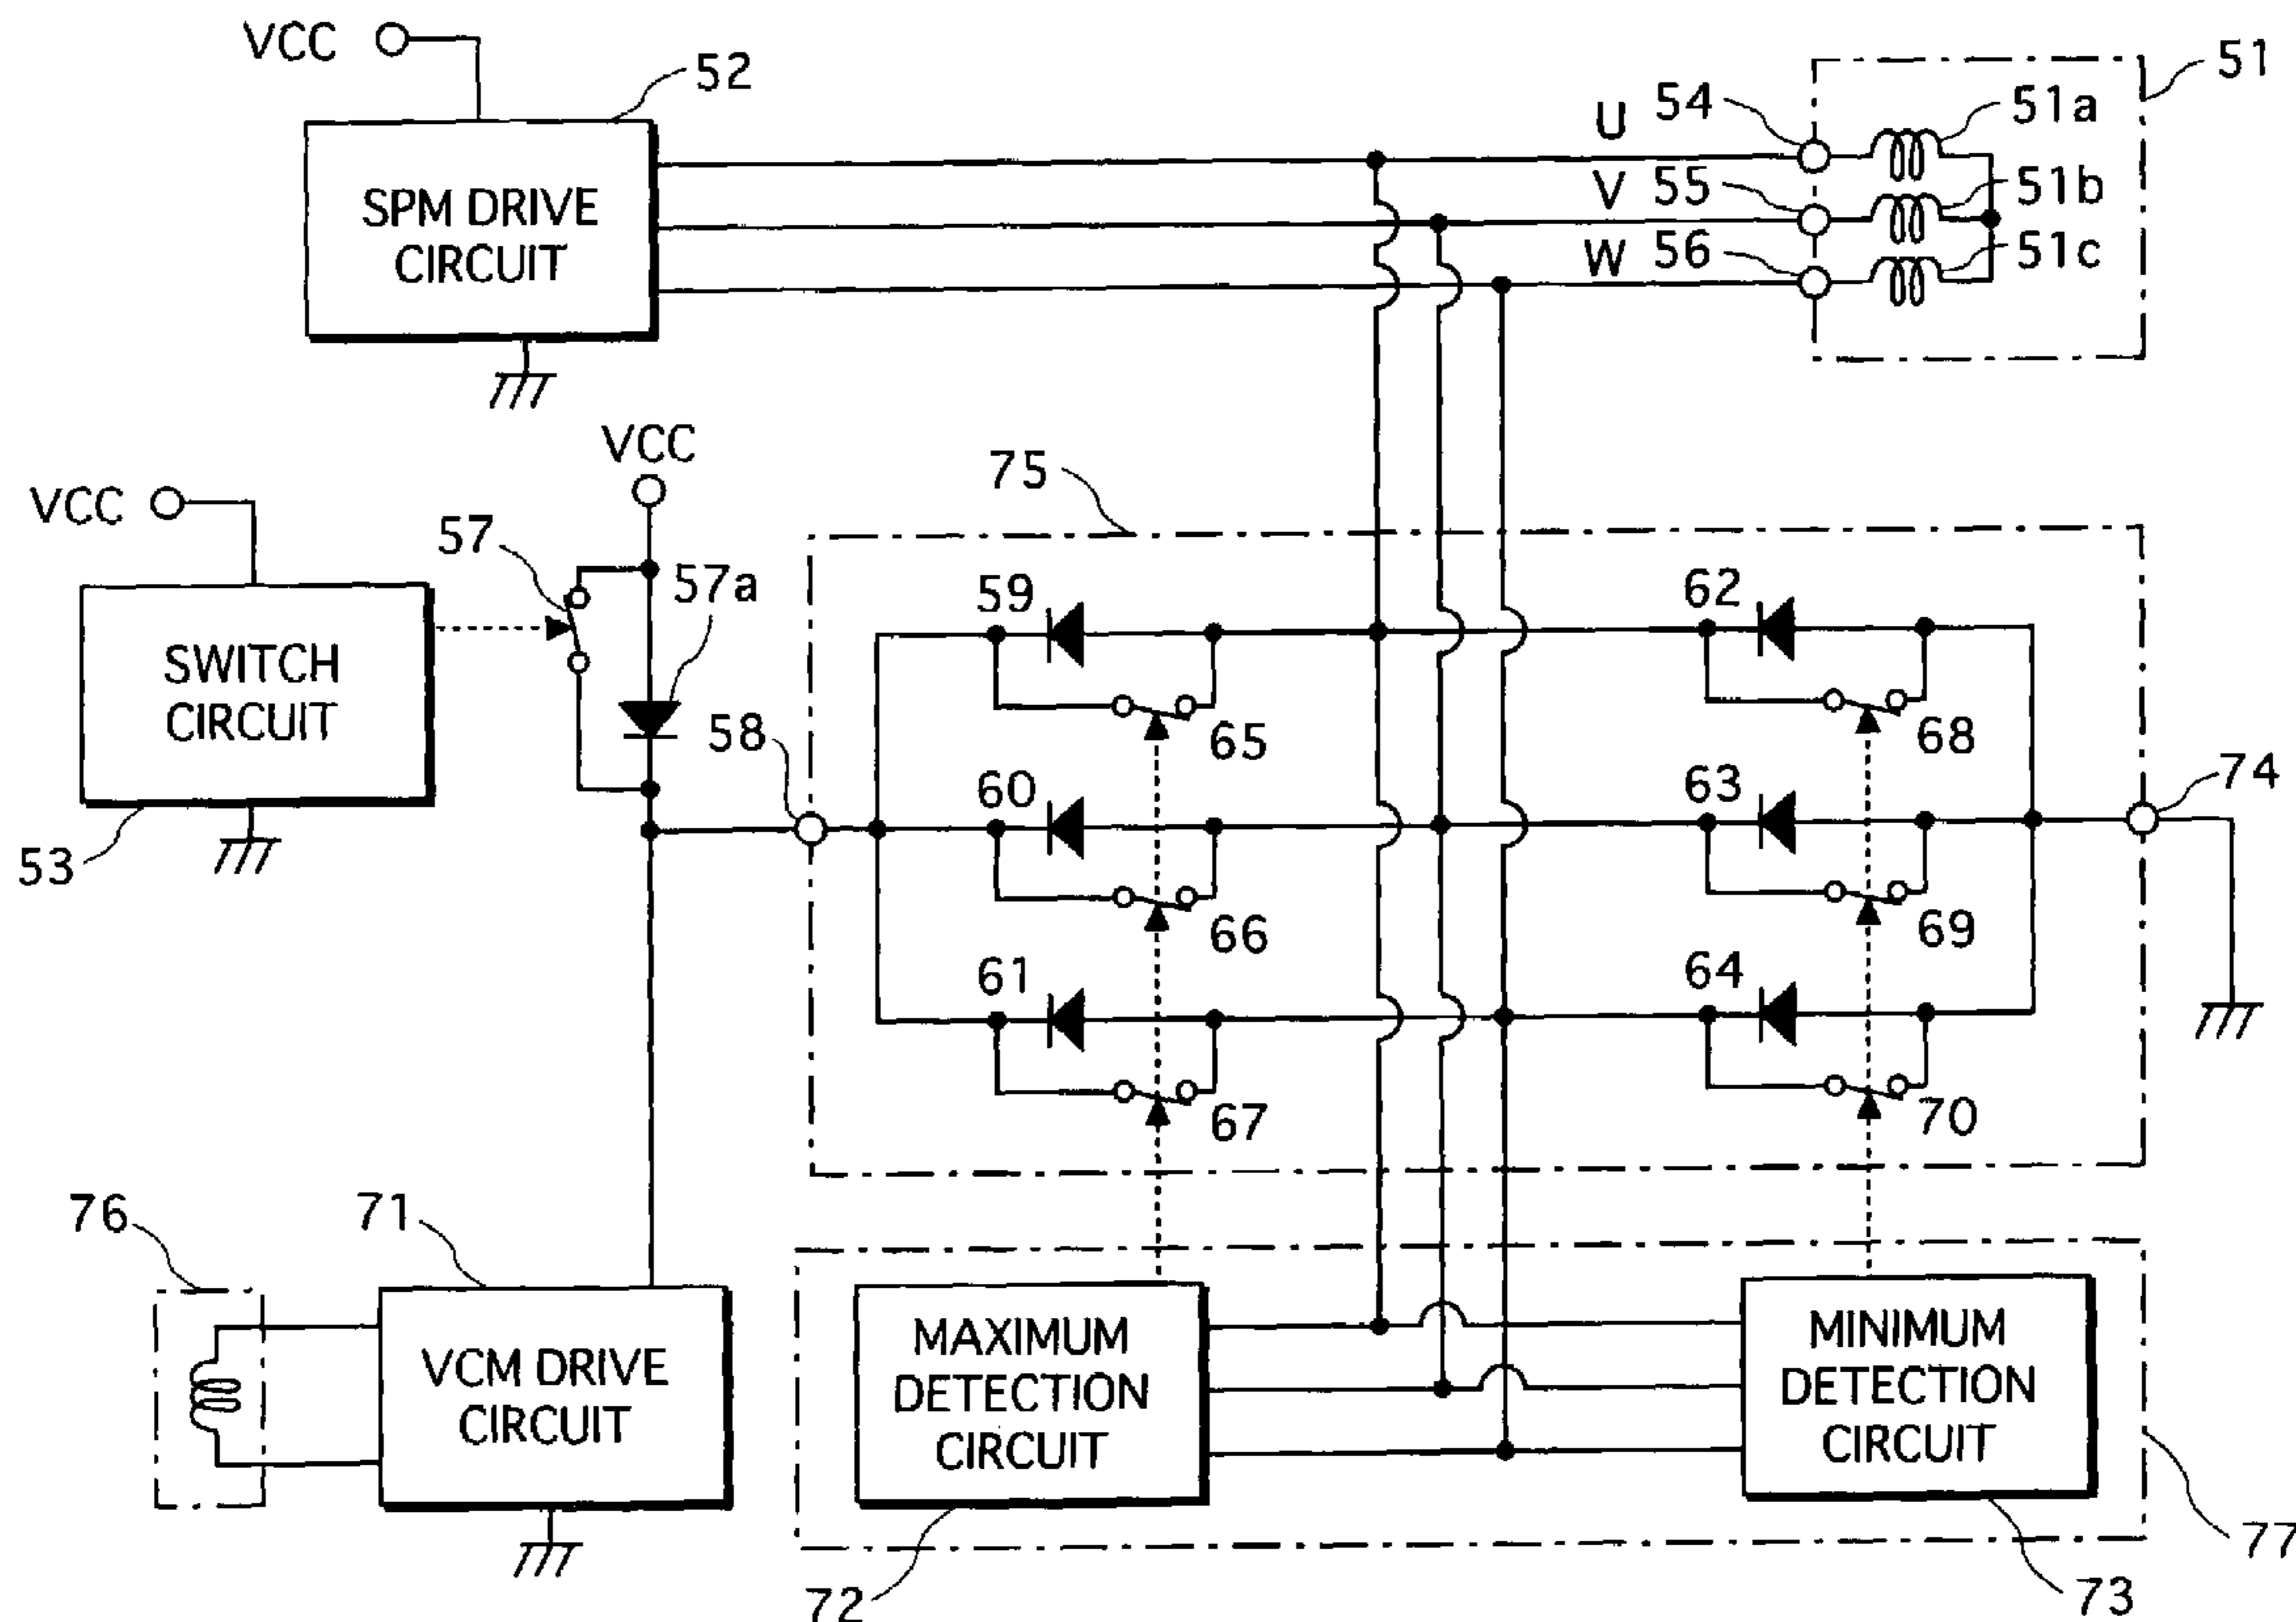 VCC
52
51
SPM DRIVE
CIRCUIT
U 54
V 55
W 56
51a
51b
51c
VCC
VCC
57
57a
75
SWITCH
CIRCUIT
53
58
59
62
65
68
60
63
74
66
69
61
64
67
70
76
71
VCM DRIVE
CIRCUIT
MAXIMUM
DETECTION
CIRCUIT
MINIMUM
DETECTION
CIRCUIT
72
73
77